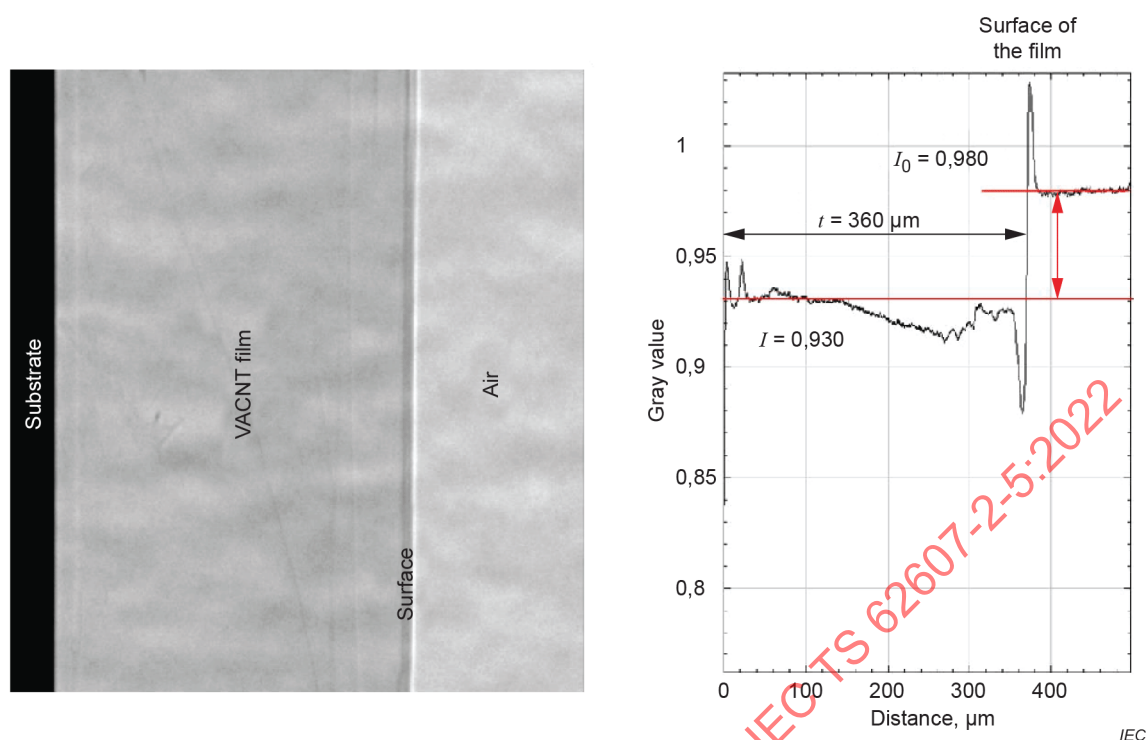 Substrate
VACNT film
Surface
Air
Surface of
the film
1
0,95
0,9
0,85
0,8
Gray value
I0 = 0,980
t = 360 µm
I = 0,930
0
100
200
300
400
Distance, µm
IEC TS 62607-2-5:2022
IEC